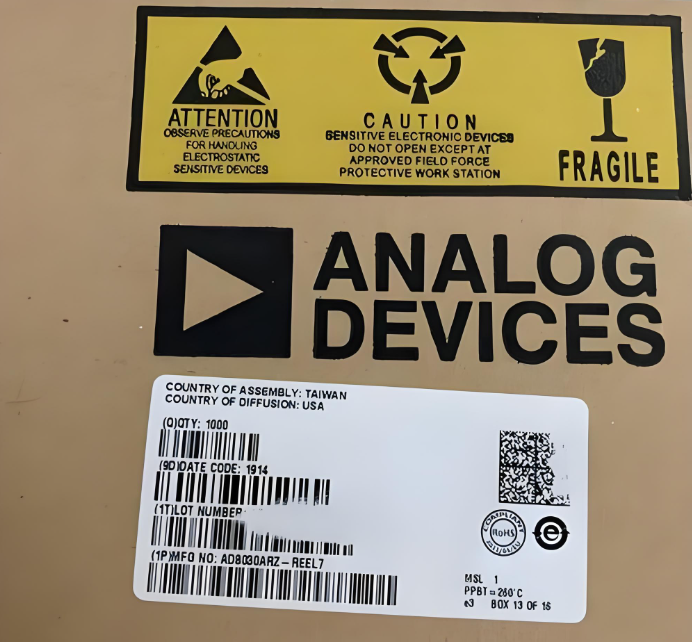 ATTENTION
OBSERVE PRECAUTIONS
FOR HANDLING
ELECTROSTATIC
SENSITIVE DEVICES
CAUTION
SENSITIVE ELECTRONIC DEVICES
DO NOT OPEN EXCEPT AT
APPROVED FIELD FORCE
PROTECTIVE WORK STATION
FRAGILE
ANALOG
DEVICES
COUNTRY OF ASSEMBLY: TAIWAN
COUNTRY OF DIFFUSION: USA
(Q)QTY: 1000
(9D)DATE CODE: 1914
(1T)LOT NUMBER:
(1P)MFG NO: AD8030ARZ-REEL7
COMPLIANT
RoHS
e
MSL 1
PPBT = 260°C
e3 BOX 13 OF 16